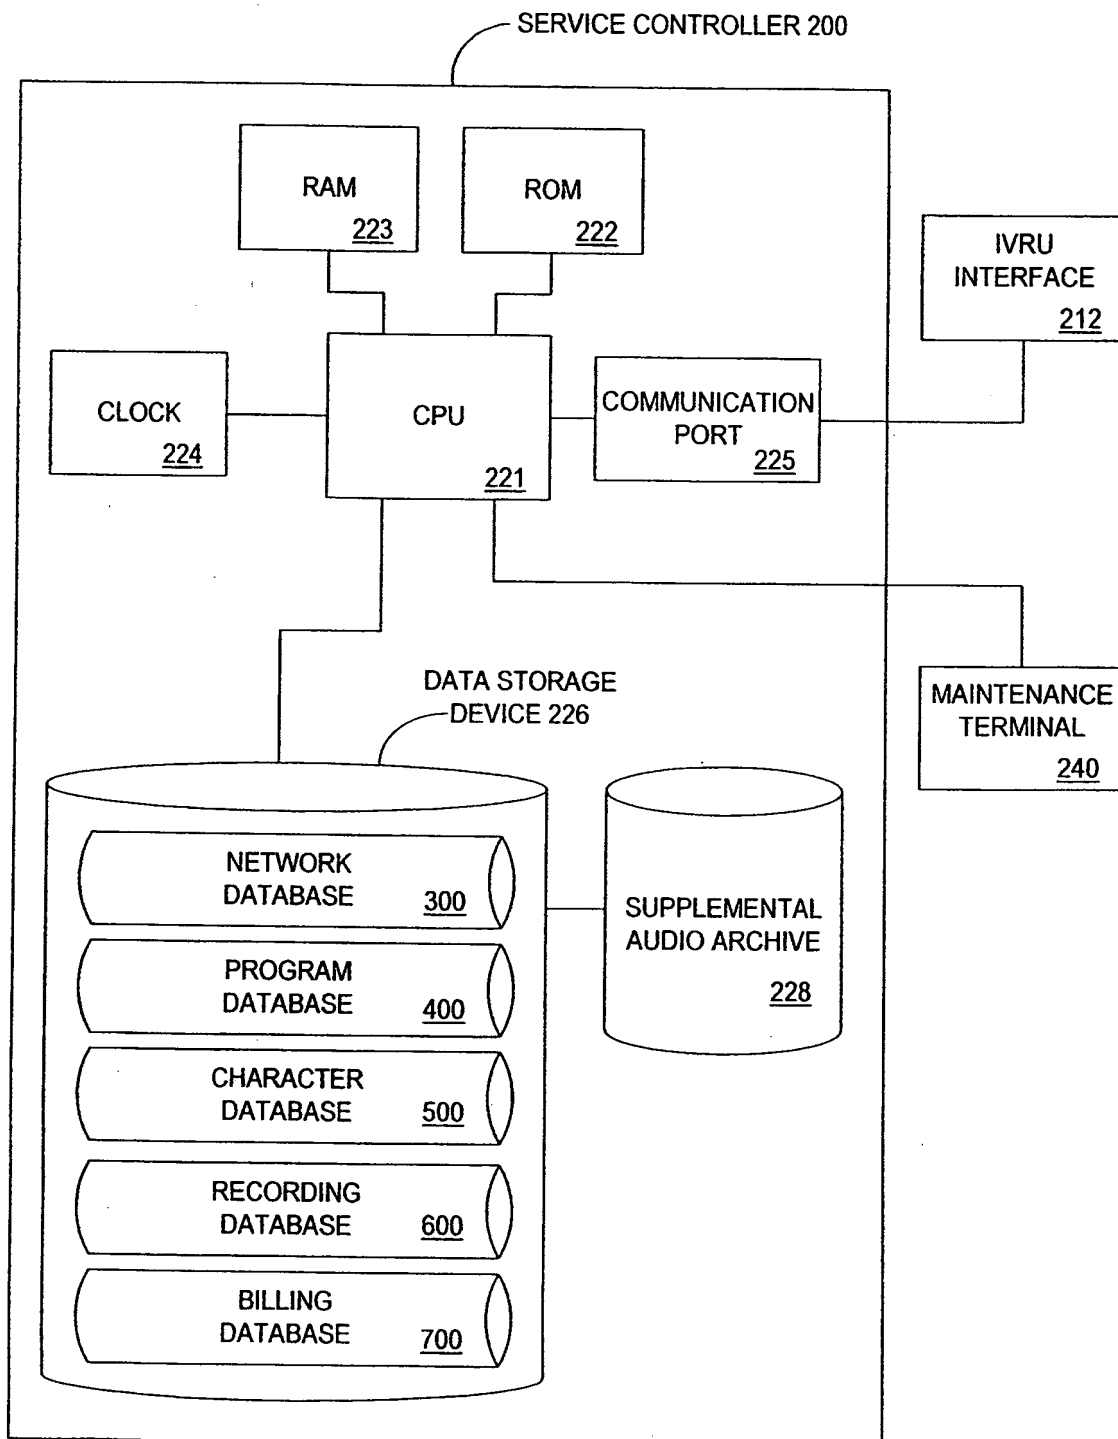 SERVICE CONTROLLER 200
RAM
223
ROM
222
IVRU
INTERFACE
212
CLOCK
224
CPU
221
COMMUNICATION
PORT
225
DATA STORAGE
DEVICE 226
MAINTENANCE
TERMINAL
240
NETWORK
DATABASE
300
PROGRAM
DATABASE
400
CHARACTER
DATABASE
500
RECORDING
DATABASE
600
BILLING
DATABASE
700
SUPPLEMENTAL
AUDIO ARCHIVE
228